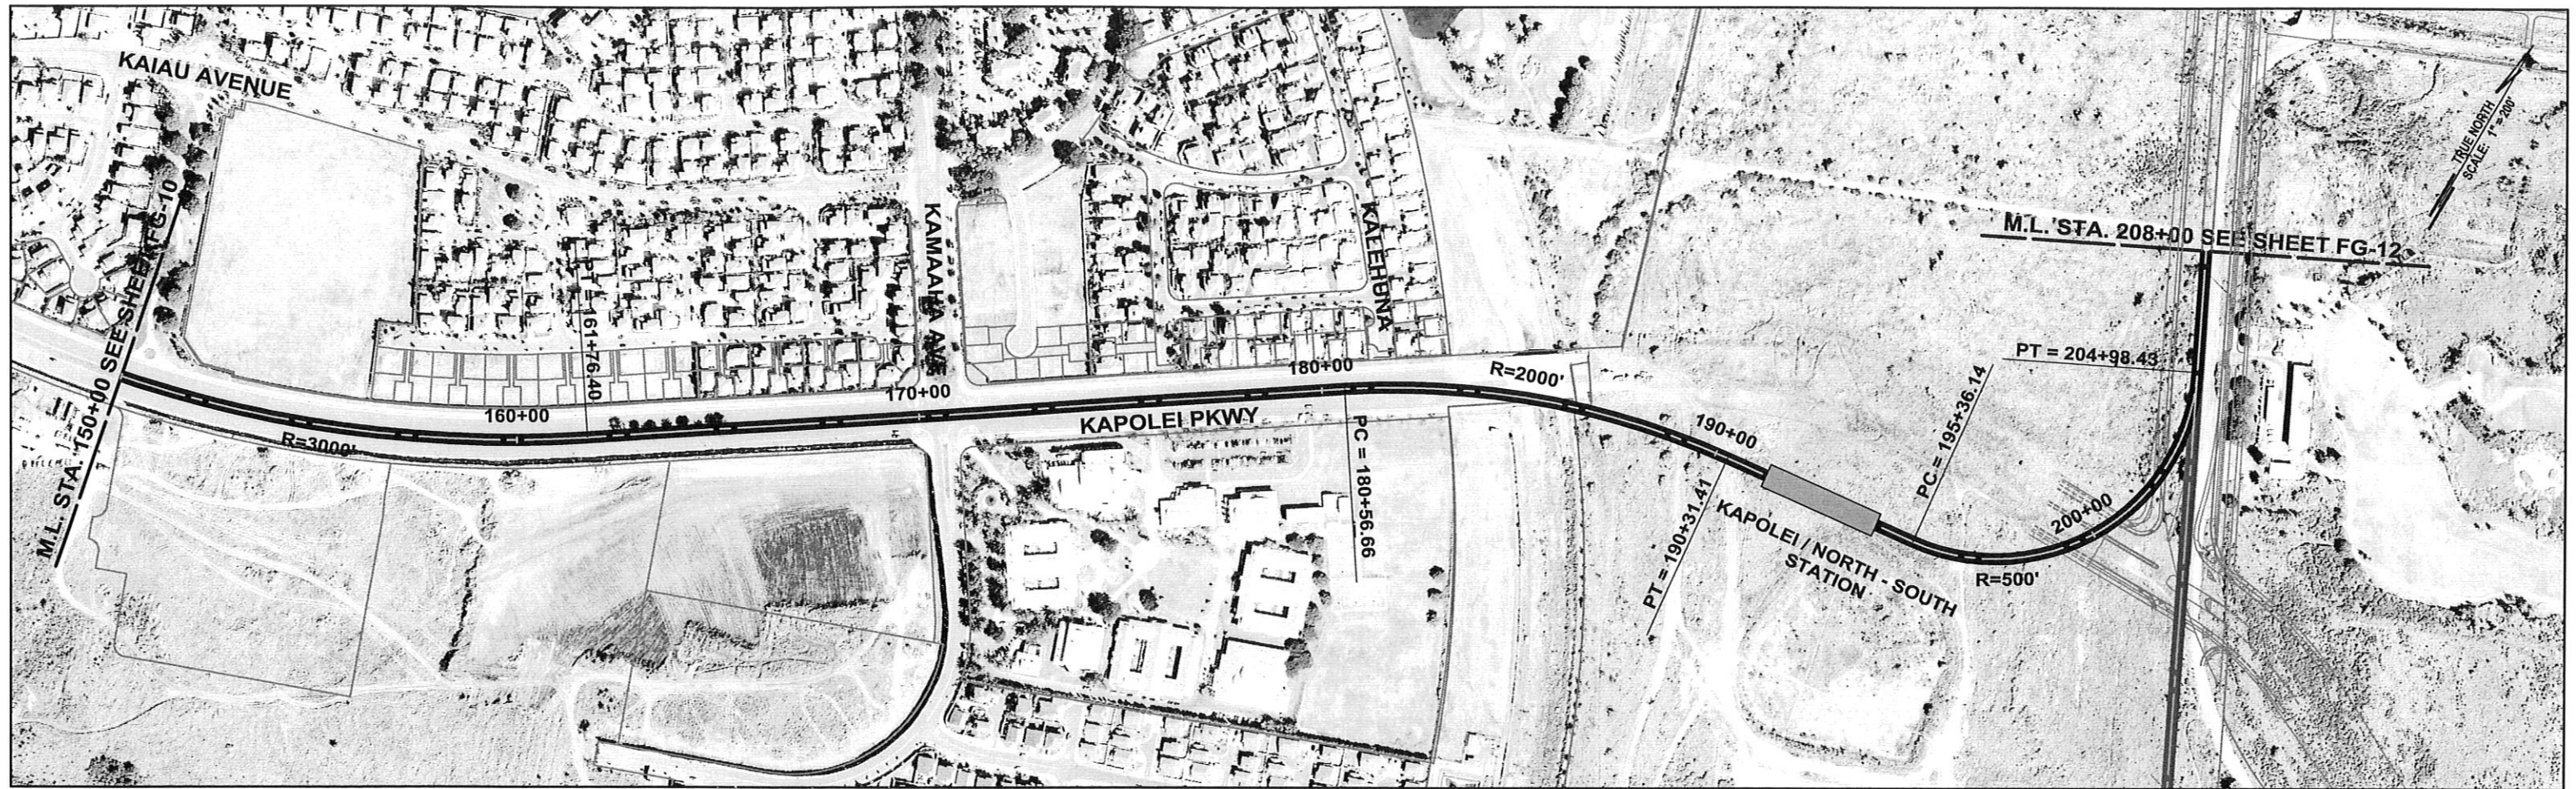 KAIAU AVENUE
M.L. STA. 150+00 SEE SHEET FG-10
R=3000'
160+00
PT = 161+76.40
KAMAAHA AVE
170+00
KAPOLEI PKWY
180+00
KALEHUNA
PC = 180+56.66
R=2000'
190+00
PT = 190+31.41
KAPOLEI / NORTH - SOUTH
STATION
PC = 195+36.14
R=500'
200+00
PT = 204+98.43
M.L. STA. 208+00 SEE SHEET FG-12
TRUE NORTH
SCALE: 1" = 200'